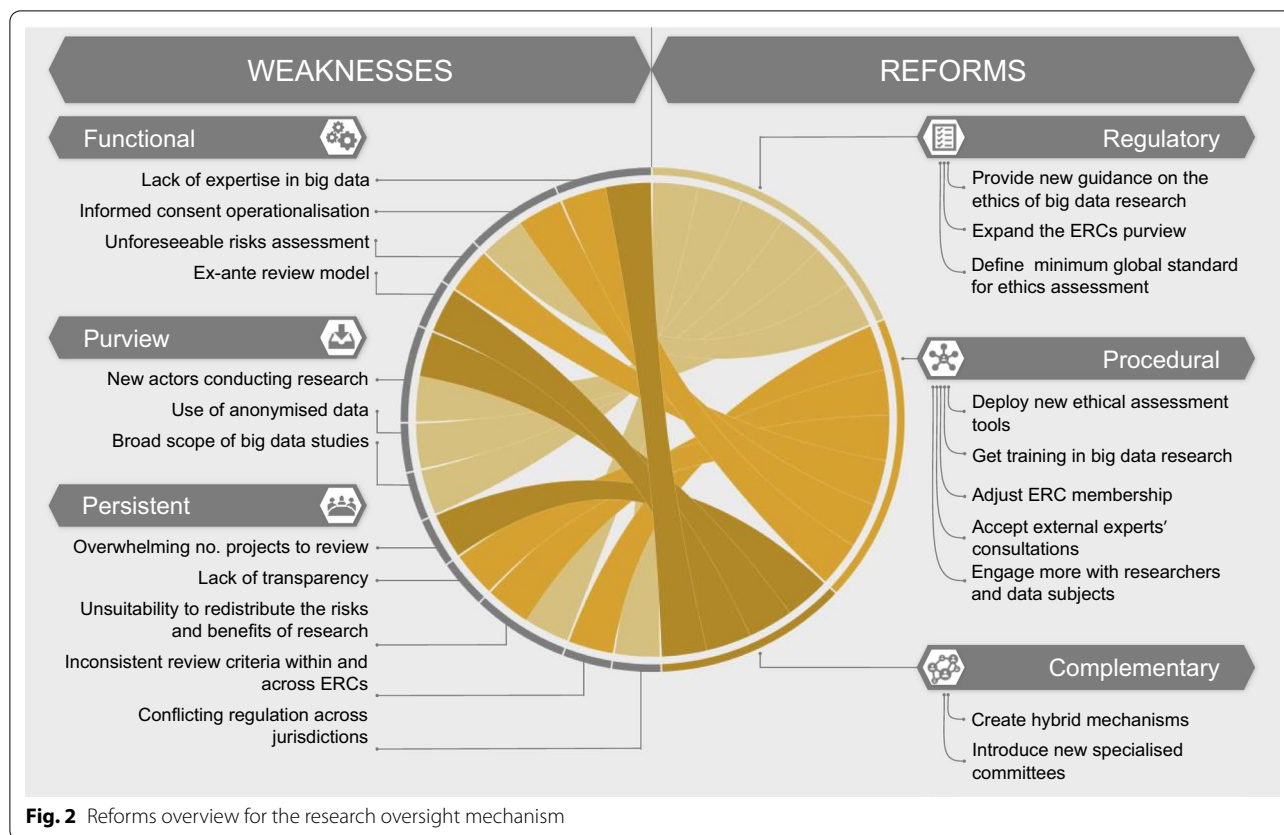 WEAKNESSES
REFORMS
Functional
Lack of expertise in big data
Informed consent operationalisation
Unforeseeable risks assessment
Ex-ante review model
Purview
New actors conducting research
Use of anonymised data
Broad scope of big data studies
Persistent
Overwhelming no. projects to review
Lack of transparency
Unsuitability to redistribute the risks
and benefits of research
Inconsistent review criteria within and
across ERCs
Conflicting regulation across
jurisdictions
Regulatory
Provide new guidance on the
ethics of big data research
Expand the ERCs purview
Define minimum global standard
for ethics assessment
Procedural
Deploy new ethical assessment
tools
Get training in big data research
Adjust ERC membership
Accept external experts'
consultations
Engage more with researchers
and data subjects
Complementary
Create hybrid mechanisms
Introduce new specialised
committees
Fig. 2 Reforms overview for the research oversight mechanism